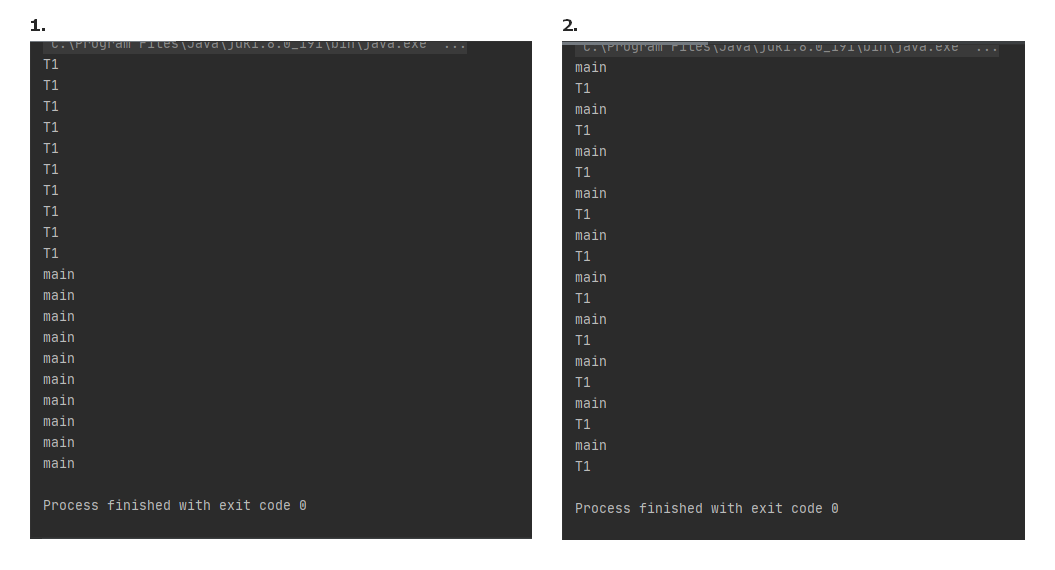 1.
C:\Program Files\Java\jdk1.8.0_191\bin\java.exe" ...
T1
T1
T1
T1
T1
T1
T1
T1
T1
T1
main
main
main
main
main
main
main
main
main
main
Process finished with exit code 0
2.
C:\Program Files\Java\jdk1.8.0_191\bin\java.exe" ...
main
T1
main
T1
main
T1
main
T1
main
T1
main
T1
main
T1
main
T1
main
T1
main
T1
Process finished with exit code 0